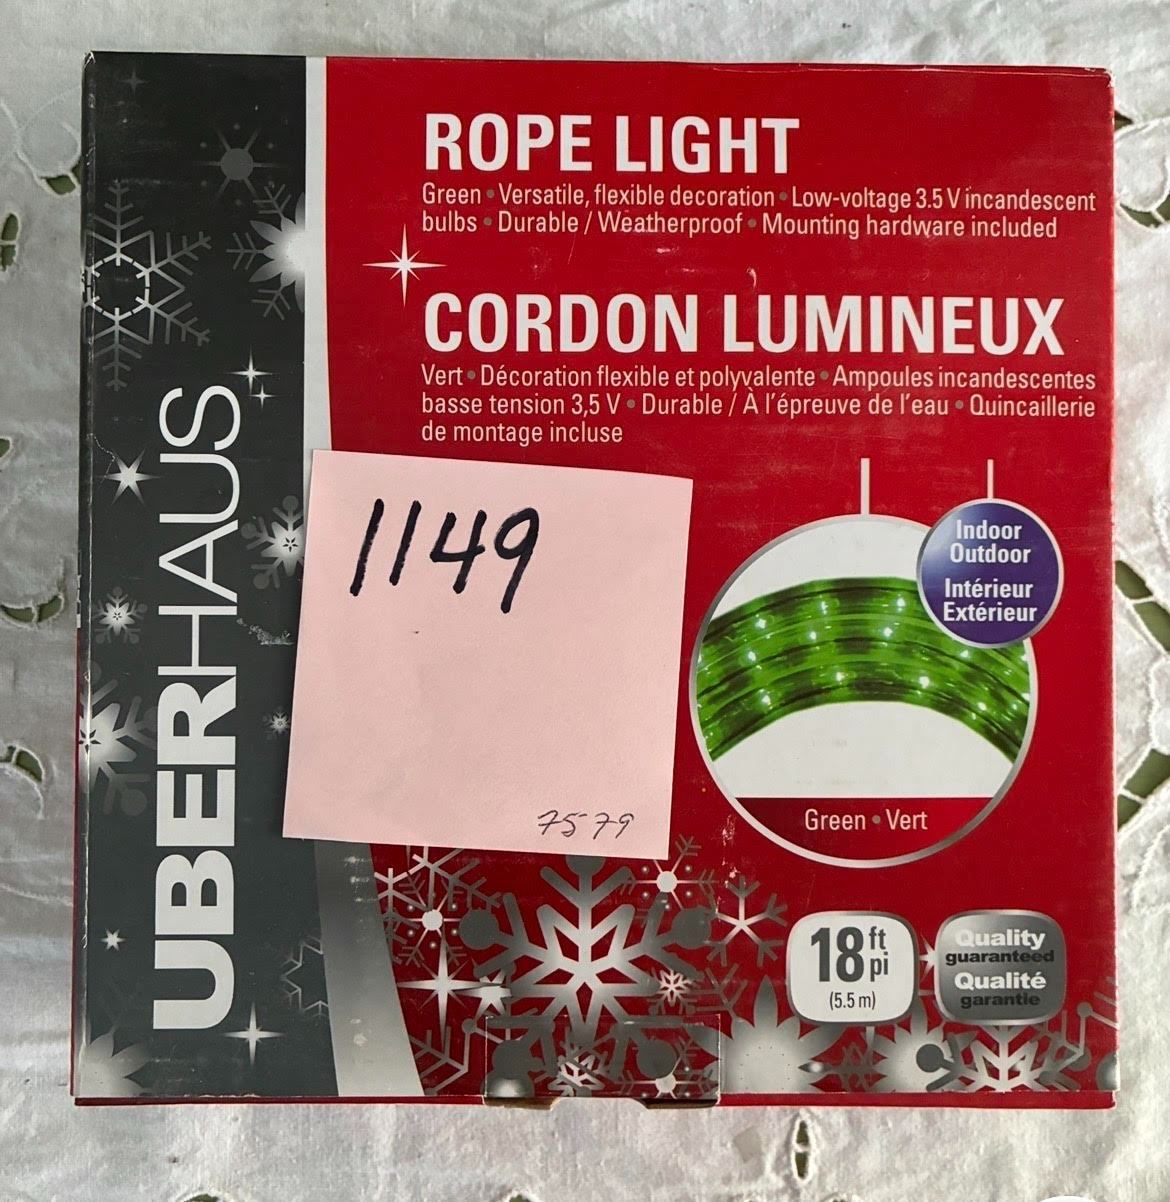 ROPE LIGHT
Green • Versatile, flexible decoration • Low-voltage 3.5 V incandescent
bulbs • Durable / Weatherproof • Mounting hardware included
CORDON LUMINEUX
Vert • Décoration flexible et polyvalente • Ampoules incandescentes
basse tension 3,5 V • Durable / À l'épreuve de l'eau • Quincaillerie
de montage incluse
UBERHAUS
1149
7579
Indoor
Outdoor
Intérieur
Extérieur
Green • Vert
18 ft
pi
(5.5 m)
Quality
guaranteed
Qualité
garantie